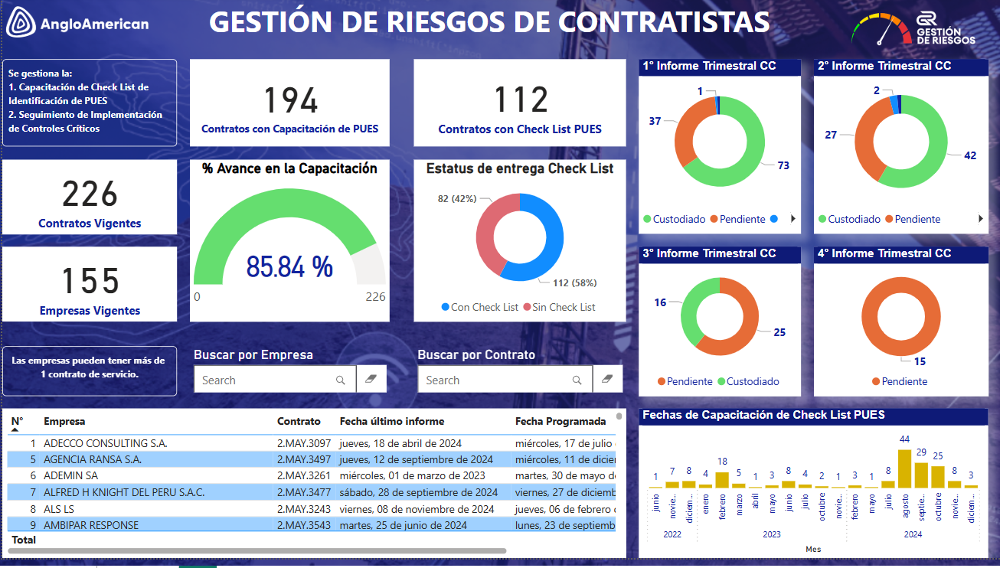 AngloAmerican
GESTIÓN DE RIESGOS DE CONTRATISTAS
GR
GESTIÓN
DE RIESGOS
Se gestiona la:
1. Capacitación de Check List de
Identificación de PUES
2. Seguimiento de Implementación
de Controles Críticos
194
Contratos con Capacitación de PUES
112
Contratos con Check List PUES
226
Contratos Vigentes
155
Empresas Vigentes
% Avance en la Capacitación
85.84 %
0
226
Estatus de entrega Check List
82 (42%)
112 (58%)
Con Check List
Sin Check List
1° Informe Trimestral CC
1
37
73
Custodiado
Pendiente
2° Informe Trimestral CC
2
27
42
Custodiado
Pendiente
3° Informe Trimestral CC
16
25
Pendiente
Custodiado
4° Informe Trimestral CC
15
Pendiente
Las empresas pueden tener más de
1 contrato de servicio.
Buscar por Empresa
Search
Buscar por Contrato
Search
N° Empresa Contrato Fecha último informe Fecha Programada
1 ADECCO CONSULTING S.A. 2.MAY.3097 jueves, 18 de abril de 2024 miércoles, 17 de julio
5 AGENCIA RANSA S.A. 2.MAY.3497 jueves, 12 de septiembre de 2024 miércoles, 11 de dicier
6 ADEMIN SA 2.MAY.3261 miércoles, 01 de marzo de 2023 martes, 30 de mayo de
7 ALFRED H KNIGHT DEL PERU S.A.C. 2.MAY.3477 sábado, 28 de septiembre de 2024 viernes, 27 de diciemb
8 ALS LS 2.MAY.3243 viernes, 08 de noviembre de 2024 jueves, 06 de febrero
9 AMBIPAR RESPONSE 2.MAY.3543 martes, 25 de junio de 2024 lunes, 23 de septiemb
Total
Fechas de Capacitación de Check List PUES
1 7 8 4 18 5 1 3 8 4 2 1 3 1 8 44 29 25 8 3
junio novie... diciem... enero febrero marzo abril mayo junio julio octubre novie... febrero mayo julio agosto septie... octubre novie... diciem...
2022 2023 2024
Mes